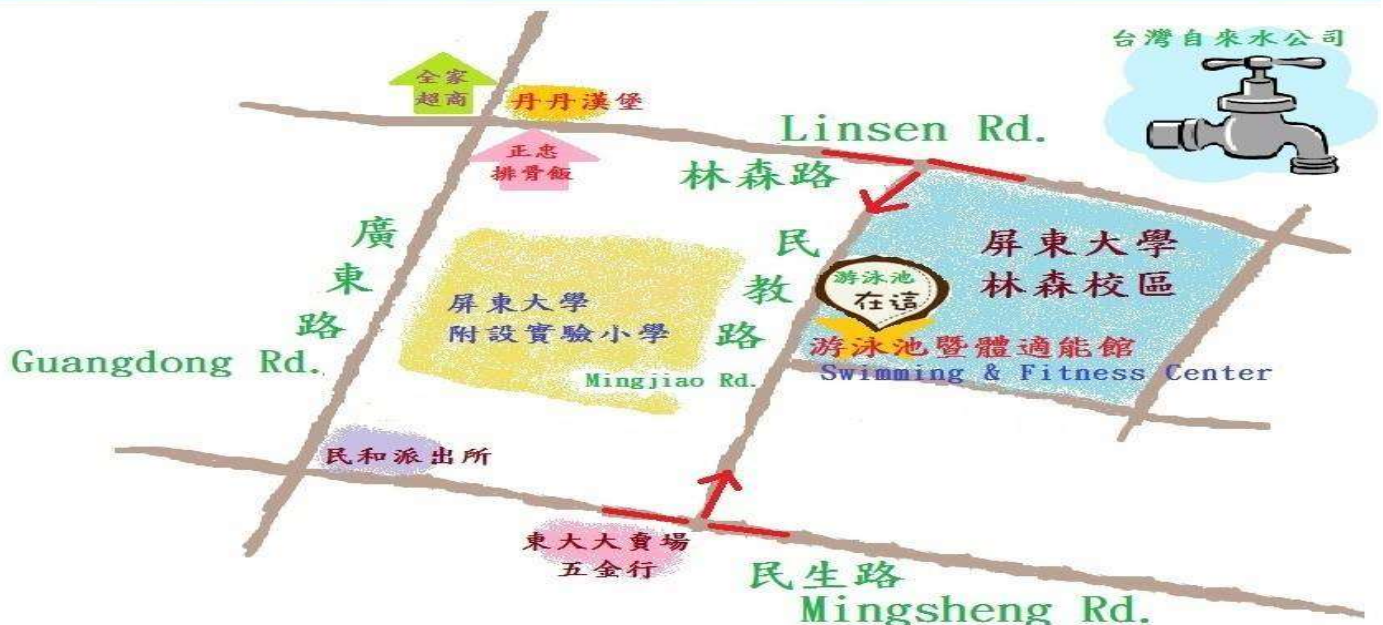 台灣自來水公司
全家
超商
丹丹漢堡
Linsen Rd.
林森路
正忠
排骨飯
廣東路
Guangdong Rd.
屏東大學
附設實驗小學
民教路
Mingjiao Rd.
屏東大學
林森校區
游泳池
在這
游泳池暨體適能館
Swimming & Fitness Center
民和派出所
東大大賣場
五金行
民生路
Mingsheng Rd.